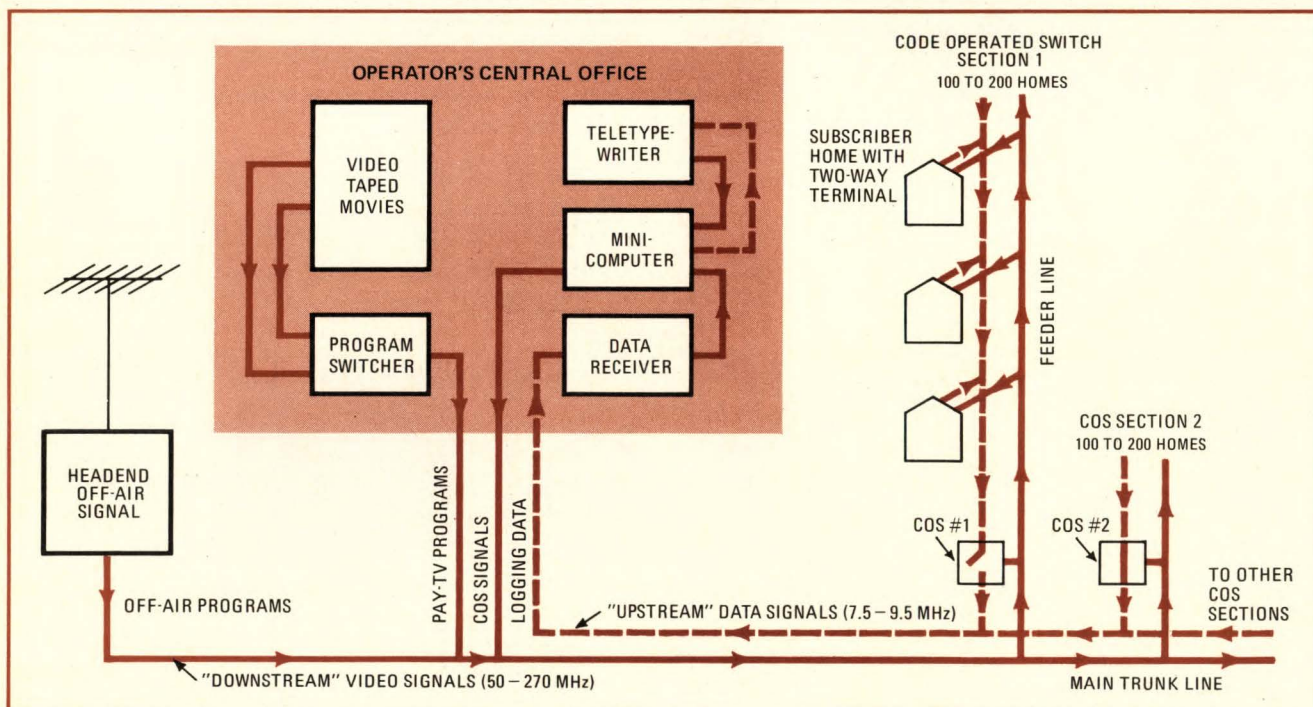 OPERATOR'S CENTRAL OFFICE
VIDEO
TAPED
MOVIES
PROGRAM
SWITCHER
TELETYPE-
WRITER
MINI-
COMPUTER
DATA
RECEIVER
HEADEND
OFF-AIR
SIGNAL
OFF-AIR PROGRAMS
PAY-TV PROGRAMS
COS SIGNALS
LOGGING DATA
"DOWNSTREAM" VIDEO SIGNALS (50 – 270 MHz)
"UPSTREAM" DATA SIGNALS (7.5 – 9.5 MHz)
CODE OPERATED SWITCH
SECTION 1
100 TO 200 HOMES
SUBSCRIBER
HOME WITH
TWO-WAY
TERMINAL
FEEDER LINE
COS SECTION 2
100 TO 200 HOMES
COS #1
COS #2
TO OTHER
COS
SECTIONS
MAIN TRUNK LINE